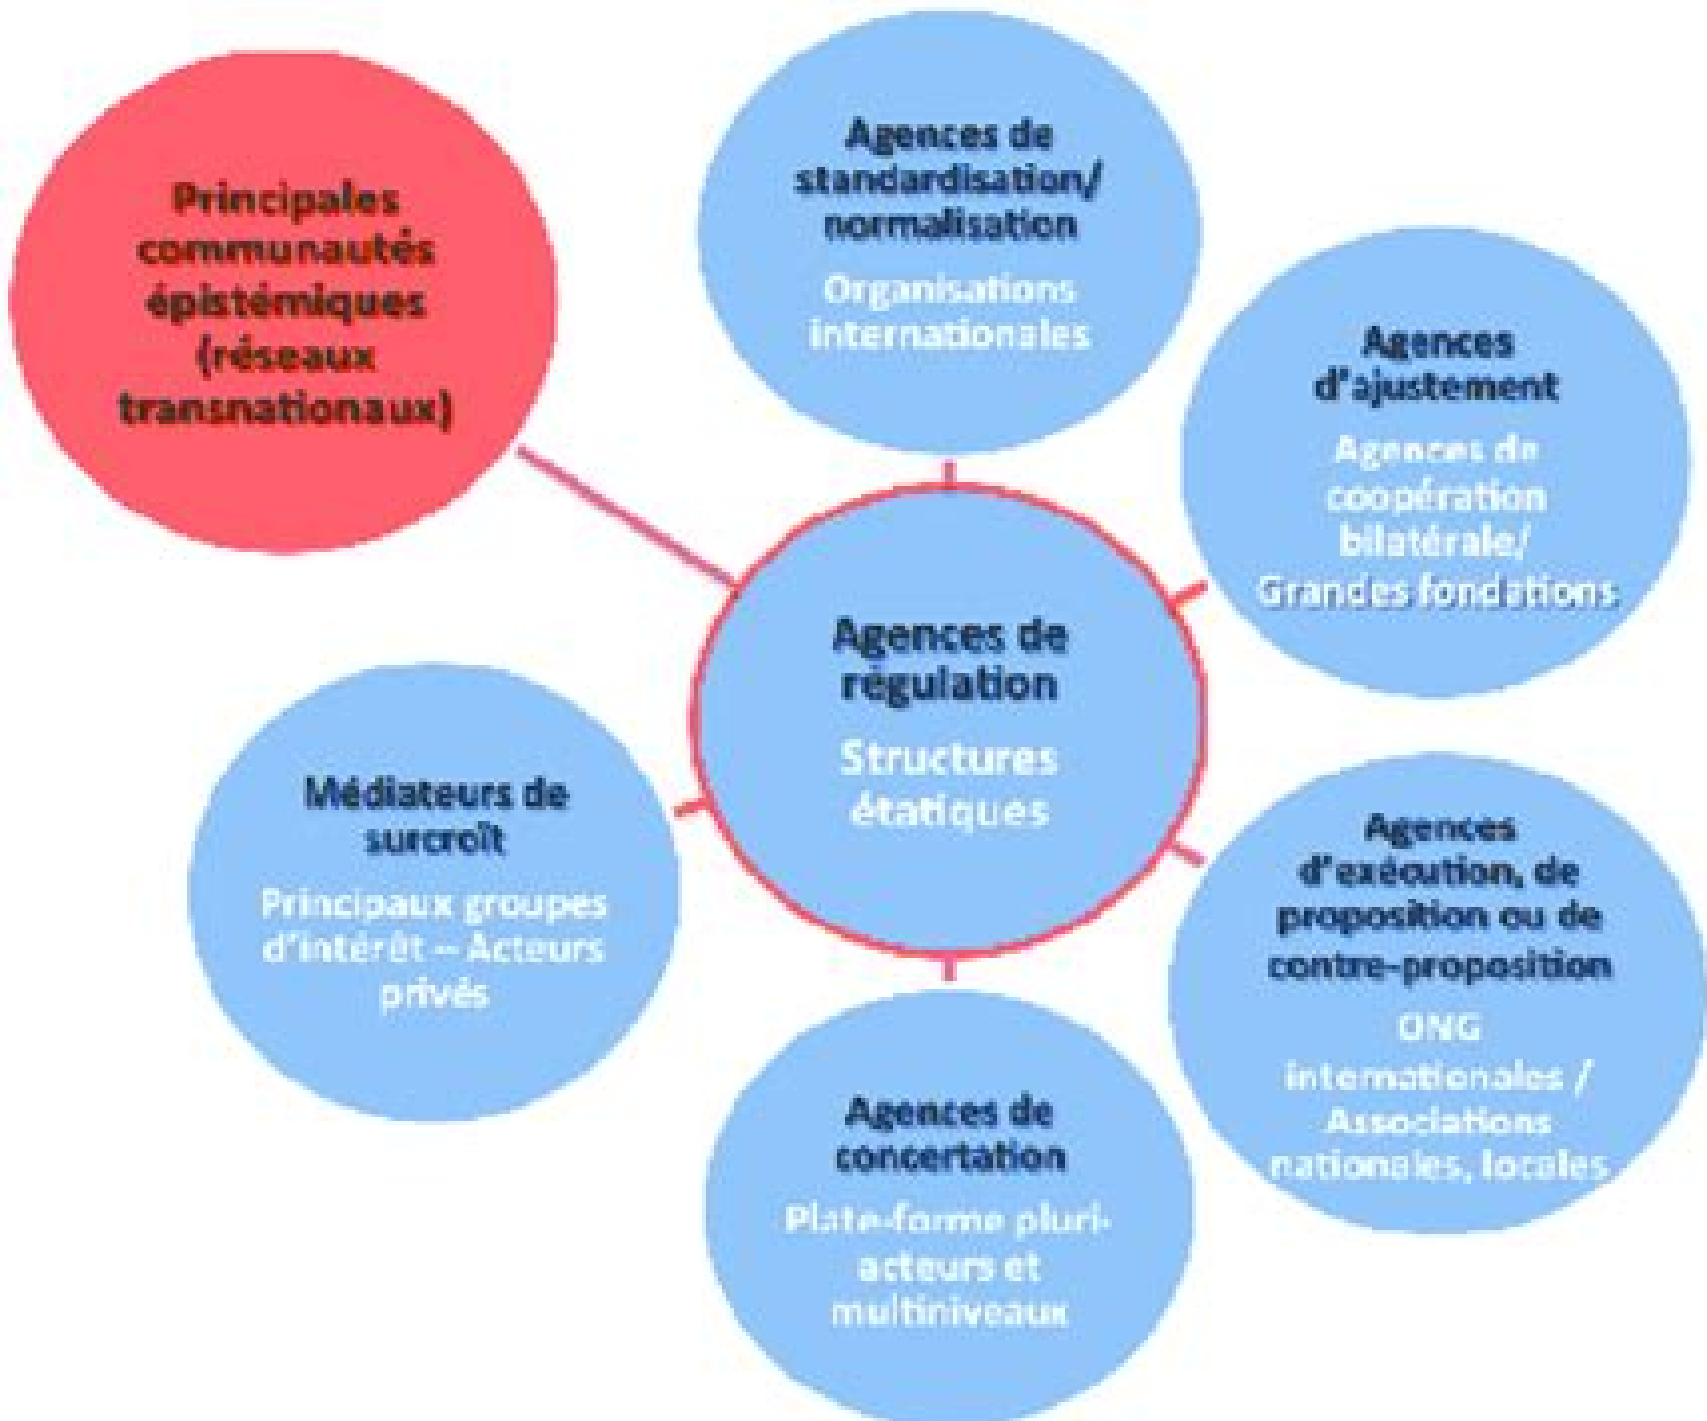 Principales
communautés
épistémiques
(réseaux
transnationaux)
Agences de
standardisation/
normalisation
Organisations
internationales
Agences
d'ajustement
Agences de
coopération
bilatérale/
Grandes fondations
Agences de
régulation
Structures
étatiques
Médiateurs de
surcroît
Principaux groupes
d'intérêt – Acteurs
privés
Agences
d'exécution, de
proposition ou de
contre-proposition
ONG
internationales /
Associations
nationales, locales
Agences de
concertation
Plate-forme pluri-
acteurs et
multiniveaux